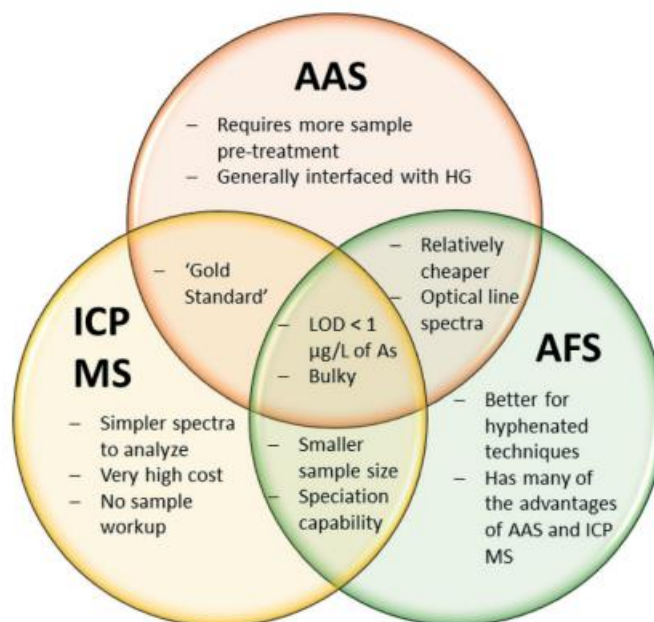 AAS
– Requires more sample
pre-treatment
– Generally interfaced with HG
– ‘Gold
Standard’
– Relatively
cheaper
– Optical line
spectra
– LOD < 1
µg/L of As
– Bulky
ICP
MS
– Simpler spectra
to analyze
– Very high cost
– No sample
workup
– Smaller
sample size
– Speciation
capability
AFS
– Better for
hyphenated
techniques
– Has many of
the advantages
of AAS and ICP
MS